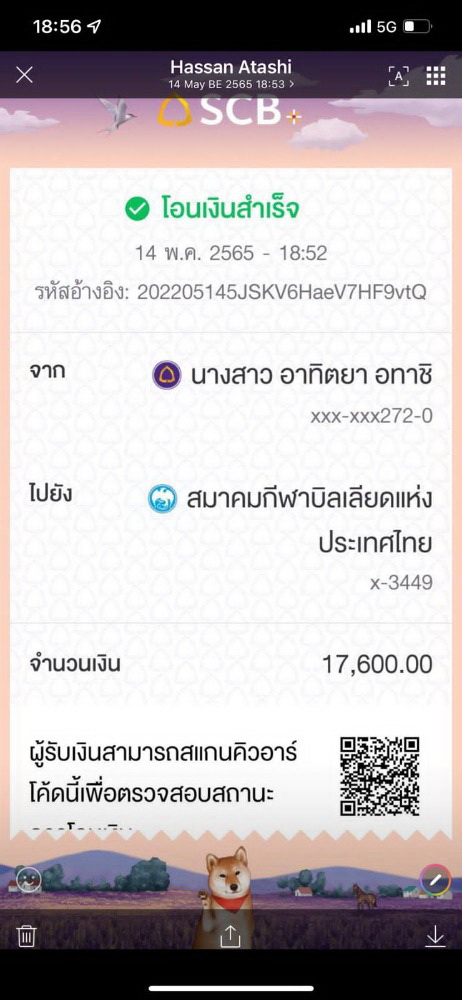 18:56
5G
Hassan Atashi
14 May BE 2565 18:53 >
A
SCB+
โอนเงินสำเร็จ
14 พ.ค. 2565 - 18:52
รหัสอ้างอิง: 202205145JSKV6HaeV7HF9vtQ
จาก
นางสาว อาทิตยา อทาชิ
xxx-xxx272-0
ไปยัง
สมาคมกีฬาบิลเลียดแห่ง
ประเทศไทย
x-3449
จำนวนเงิน
17,600.00
ผู้รับเงินสามารถสแกนคิวอาร์
โค้ดนี้เพื่อตรวจสอบสถานะ